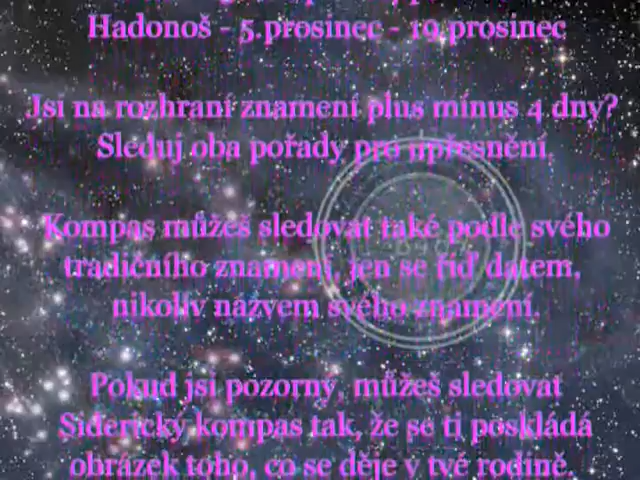 Hadonoš - 5.prosinec - 19.prosinec
Jsi na rozhraní znamení plus mínus 4 dny?
Sleduj oba pořady pro upřesnění.
Kompas můžeš sledovat také podle svého
tradičního znamení, jen se řiď datem,
nikoliv názvem svého znamení.
Pokud jsi pozorný, můžeš sledovat
Siderický kompas tak, že se ti poskládá
obrázek toho, co se děje v tvé rodině.